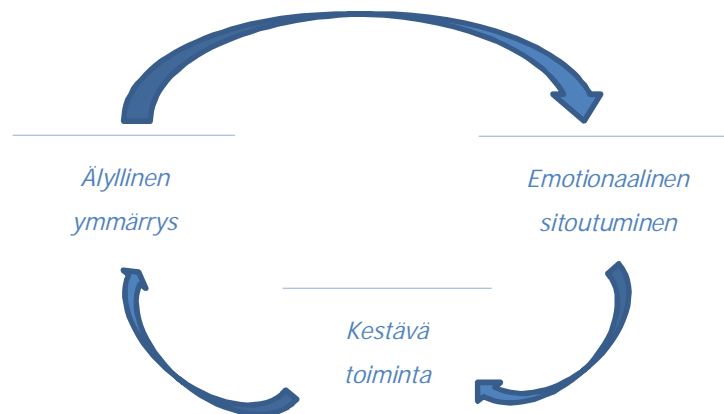 Älyllinen
ymmärrys
Emotionaalinen
sitoutuminen
Kestävä
toiminta